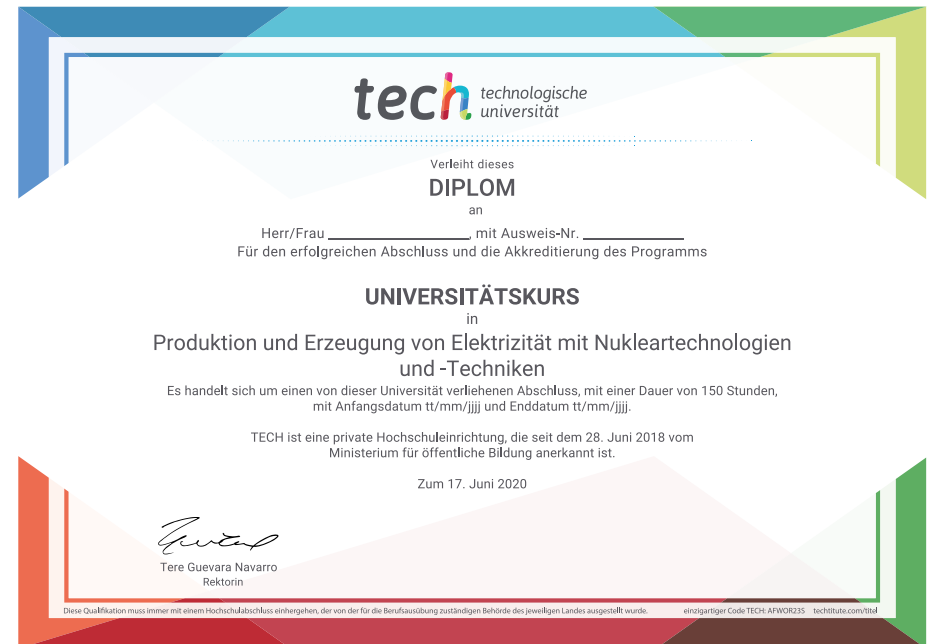 tech technologische
universität
Verleiht dieses
DIPLOM
an
Herr/Frau ________________, mit Ausweis-Nr. ____________
Für den erfolgreichen Abschluss und die Akkreditierung des Programms
UNIVERSITÄTSKURS
in
Produktion und Erzeugung von Elektrizität mit Nukleartechnologien
und -Techniken
Es handelt sich um einen von dieser Universität verliehenen Abschluss, mit einer Dauer von 150 Stunden,
mit Anfangsdatum tt/mm/jjjj und Enddatum tt/mm/jjjj.
TECH ist eine private Hochschuleinrichtung, die seit dem 28. Juni 2018 vom
Ministerium für öffentliche Bildung anerkannt ist.
Zum 17. Juni 2020
Tere Guevara Navarro
Rektorin
Diese Qualifikation muss immer mit einem Hochschulabschluss einhergehen, der von der für die Berufsausübung zuständigen Behörde des jeweiligen Landes ausgestellt wurde. einzigartiger Code TECH: AFWOR23S techtitute.com/titel